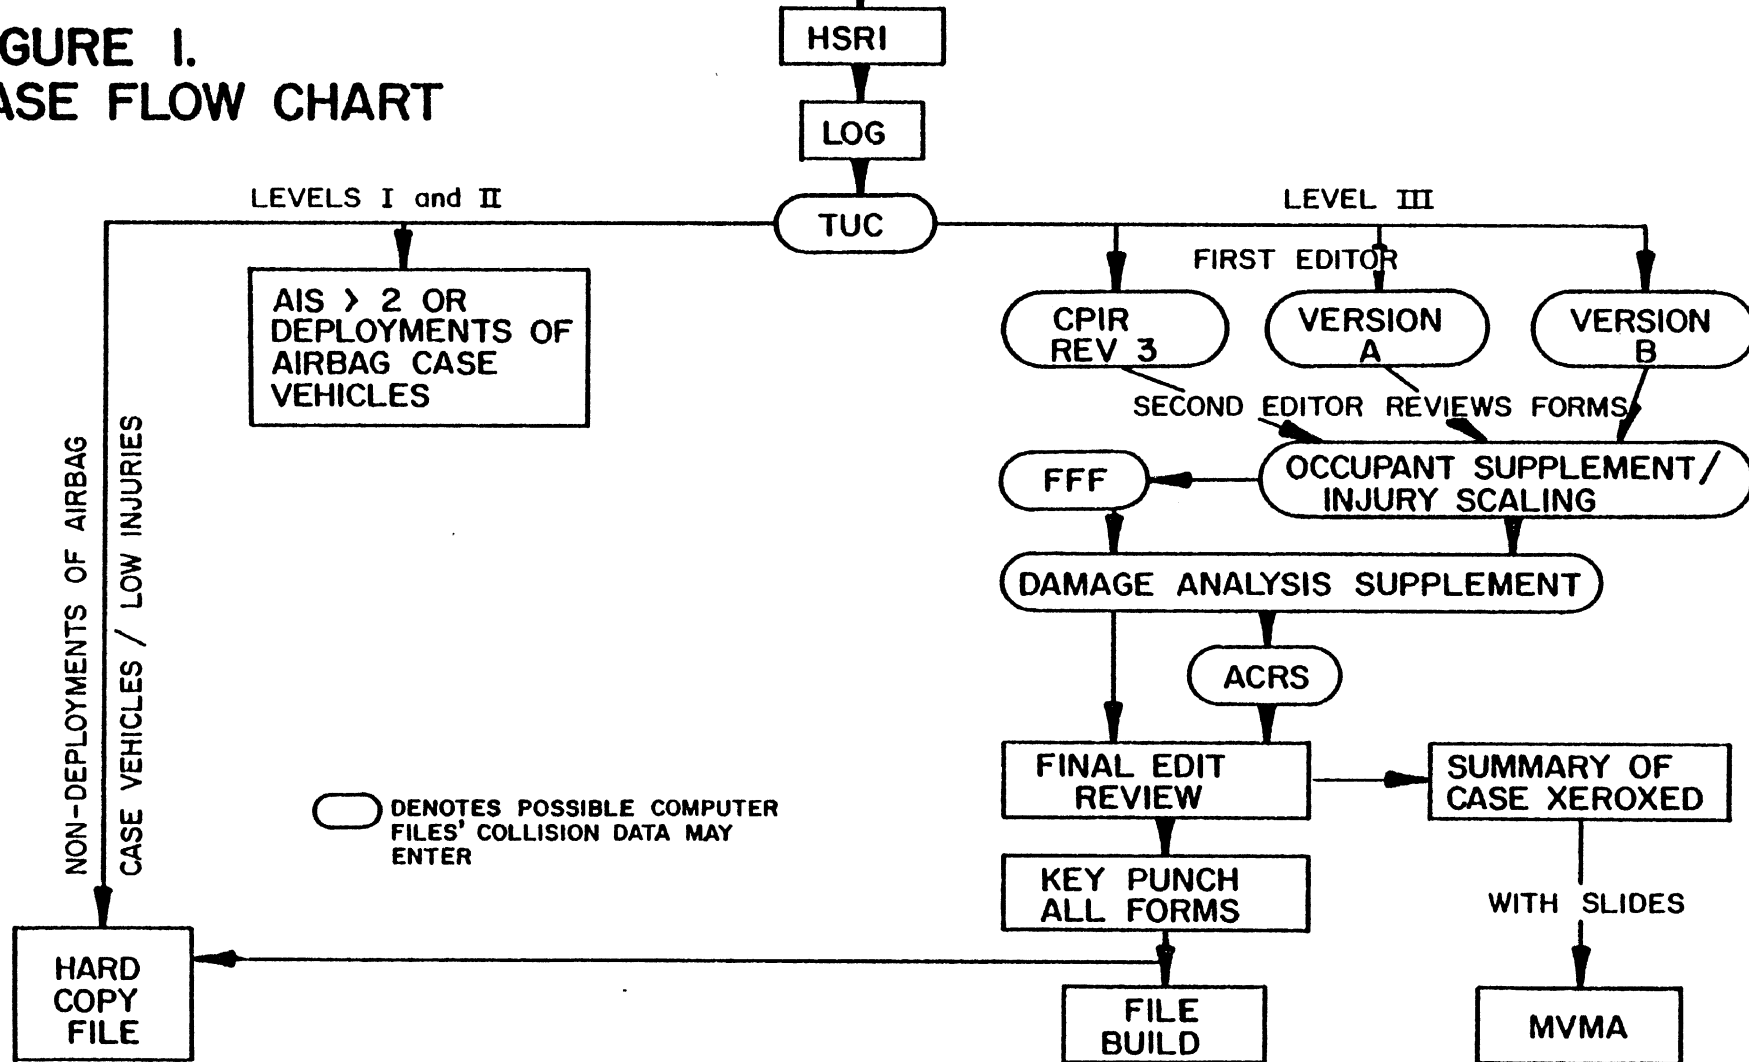 GURE I.
ASE FLOW CHART
HSRI
LOG
TUC
LEVELS I and II
LEVEL III
FIRST EDITOR
AIS > 2 OR
DEPLOYMENTS OF
AIRBAG CASE
VEHICLES
CPIR
REV 3
VERSION
A
VERSION
B
SECOND EDITOR REVIEWS FORMS
OCCUPANT SUPPLEMENT/
INJURY SCALING
FFF
DAMAGE ANALYSIS SUPPLEMENT
ACRS
NON-DEPLOYMENTS OF AIRBAG
CASE VEHICLES / LOW INJURIES
FINAL EDIT
REVIEW
SUMMARY OF
CASE XEROXED
DENOTES POSSIBLE COMPUTER
FILES' COLLISION DATA MAY
ENTER
KEY PUNCH
ALL FORMS
WITH SLIDES
HARD
COPY
FILE
FILE
BUILD
MVMA